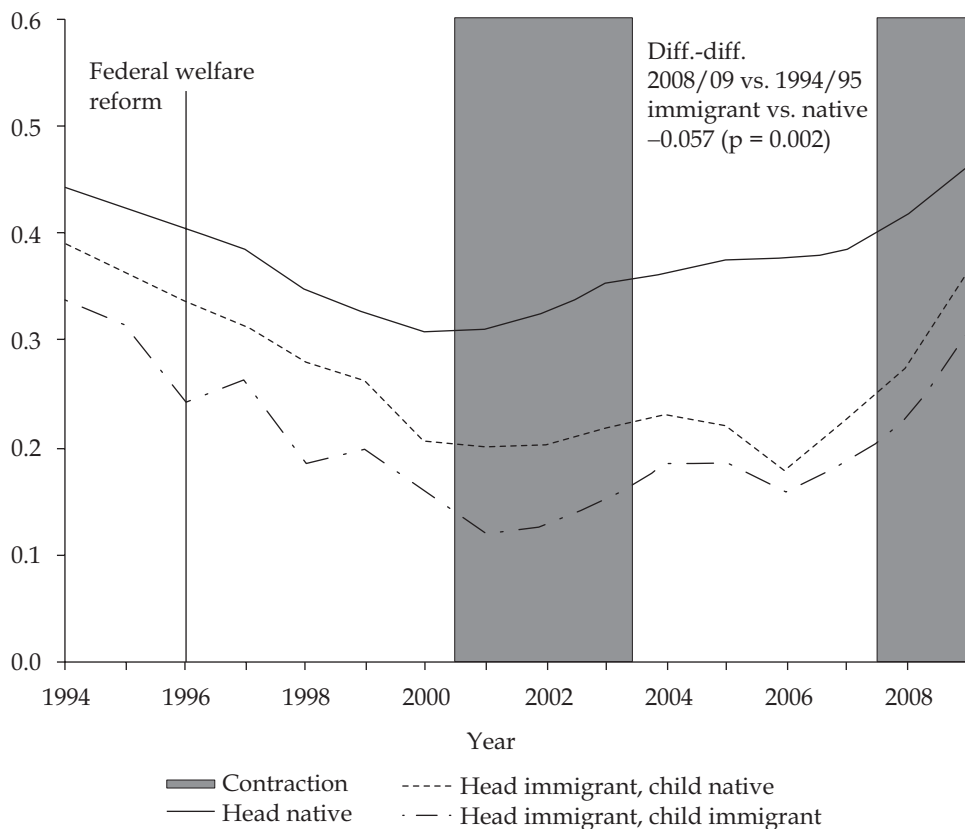 0.6
0.5
0.4
0.3
0.2
0.1
0.0
Federal welfare
reform
Diff.-diff.
2008/09 vs. 1994/95
immigrant vs. native
–0.057 (p = 0.002)
1994 1996 1998 2000 2002 2004 2006 2008
Year
Contraction
Head native
Head immigrant, child native
Head immigrant, child immigrant